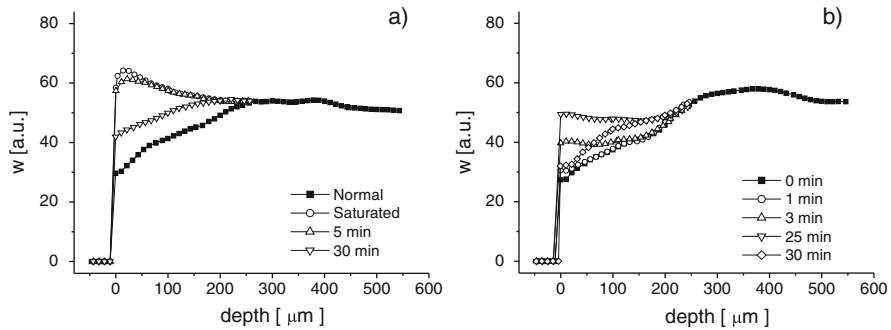 a)
80
60
40
20
0
w [a.u.]
0 100 200 300 400 500 600
depth [ μm]
Normal
Saturated
5 min
30 min
b)
80
60
40
20
0
w [a.u.]
0 100 200 300 400 500 600
depth [ μm]
0 min
1 min
3 min
25 min
30 min